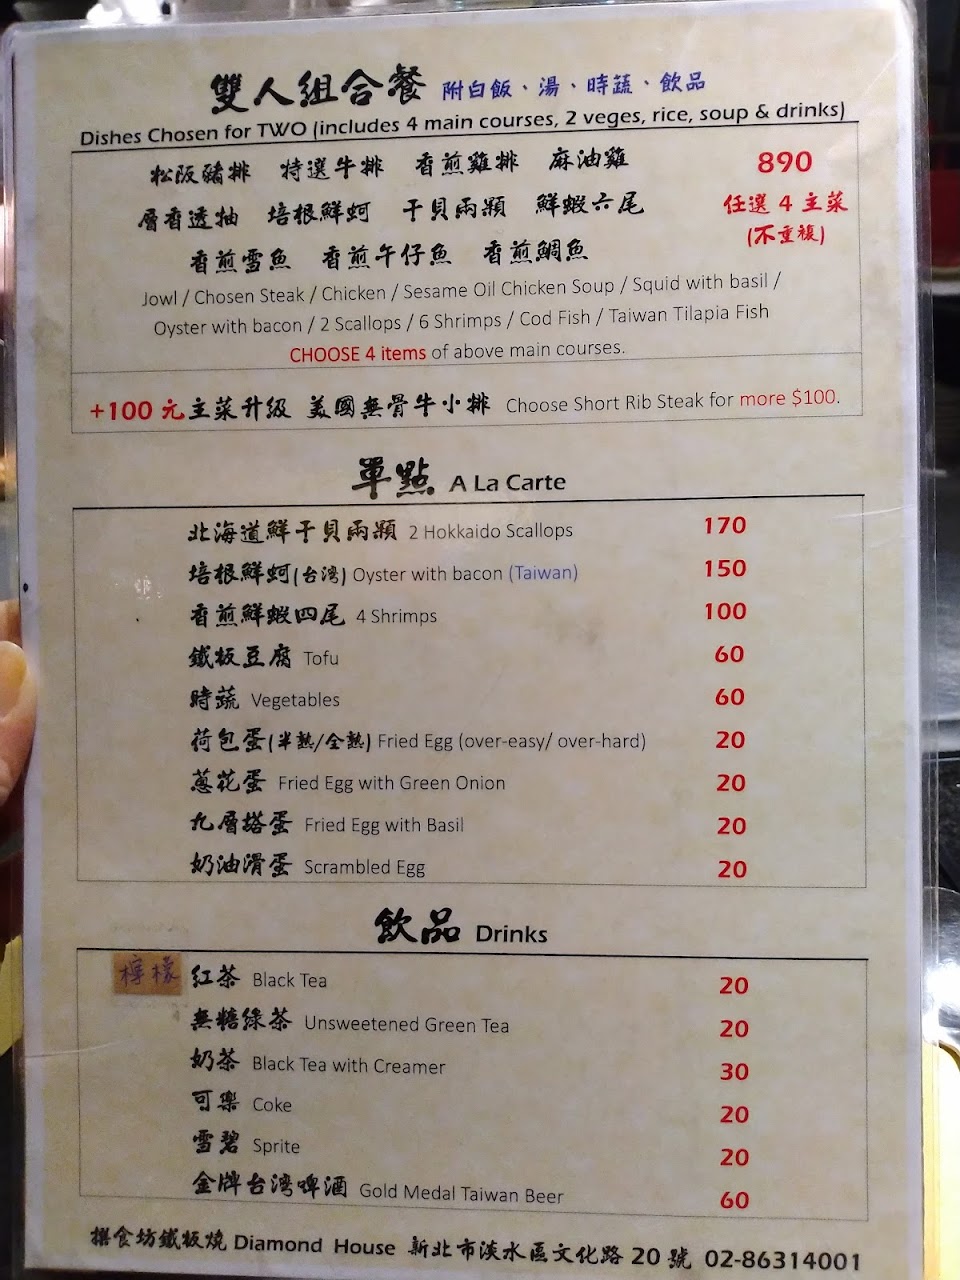 雙人組合餐 附白飯、湯、時蔬、飲品
Dishes Chosen for TWO (includes 4 main courses, 2 veges, rice, soup & drinks)
松阪豬排 特選牛排 香煎雞排 麻油雞 890
層香透抽 培根鮮蚵 干貝兩顆 鮮蝦六尾 任選 4 主菜
(不重複)
香煎雪魚 香煎午仔魚 香煎鯛魚
Jowl / Chosen Steak / Chicken / Sesame Oil Chicken Soup / Squid with basil /
Oyster with bacon / 2 Scallops / 6 Shrimps / Cod Fish / Taiwan Tilapia Fish
CHOOSE 4 items of above main courses.
+100 元主菜升級 美國無骨牛小排 Choose Short Rib Steak for more $100.
單點 A La Carte
北海道鮮干貝兩顆 2 Hokkaido Scallops 170
培根鮮蚵(台灣) Oyster with bacon (Taiwan) 150
香煎鮮蝦四尾 4 Shrimps 100
鐵板豆腐 Tofu 60
時蔬 Vegetables 60
荷包蛋(半熟/全熟) Fried Egg (over-easy/ over-hard) 20
蔥花蛋 Fried Egg with Green Onion 20
九層塔蛋 Fried Egg with Basil 20
奶油滑蛋 Scrambled Egg 20
飲品 Drinks
檸檬 紅茶 Black Tea 20
無糖綠茶 Unsweetened Green Tea 20
奶茶 Black Tea with Creamer 30
可樂 Coke 20
雪碧 Sprite 20
金牌台灣啤酒 Gold Medal Taiwan Beer 60
撰食坊鐵板燒 Diamond House 新北市淡水區文化路 20 號 02-86314001